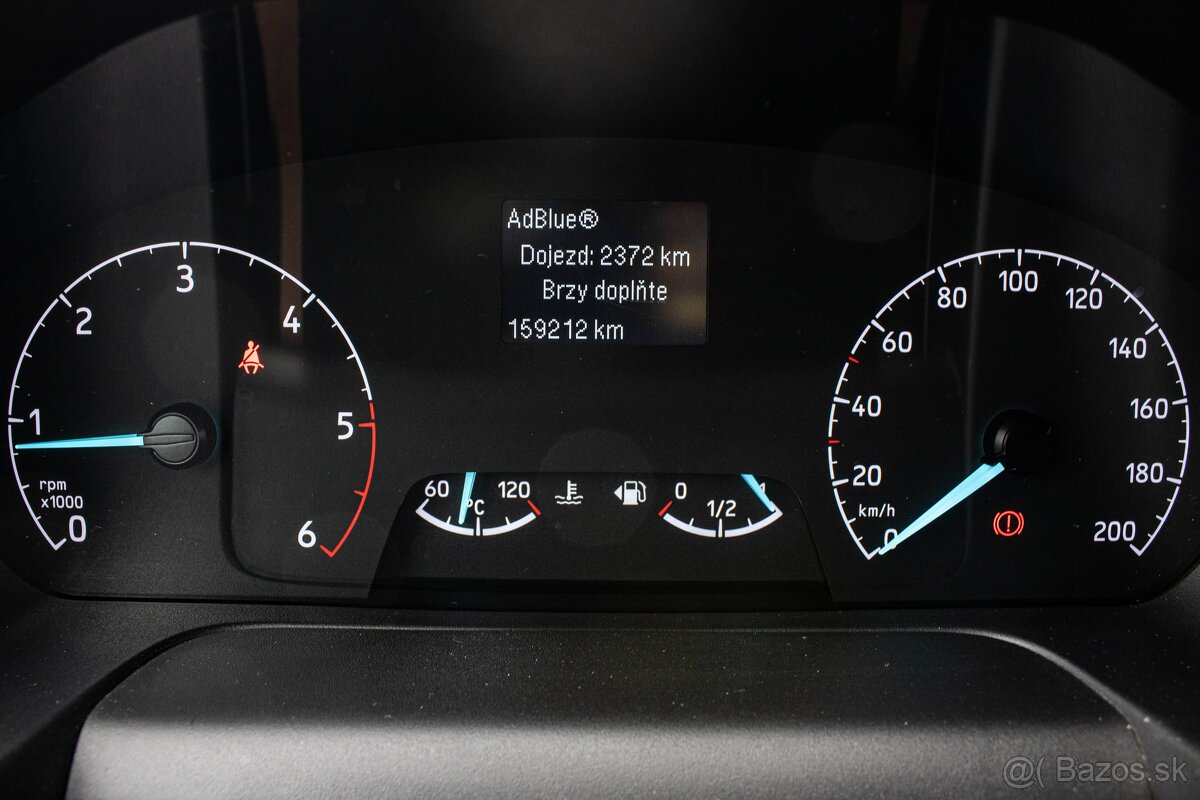 AdBlue®
Dojezd: 2372 km
Brzy doplňte
159212 km
0 1 2 3 4 5 6
rpm
x1000
60 °C 120
0 1/2 1
0 20 40 60 80 100 120 140 160 180 200
km/h
@( Bazos.sk